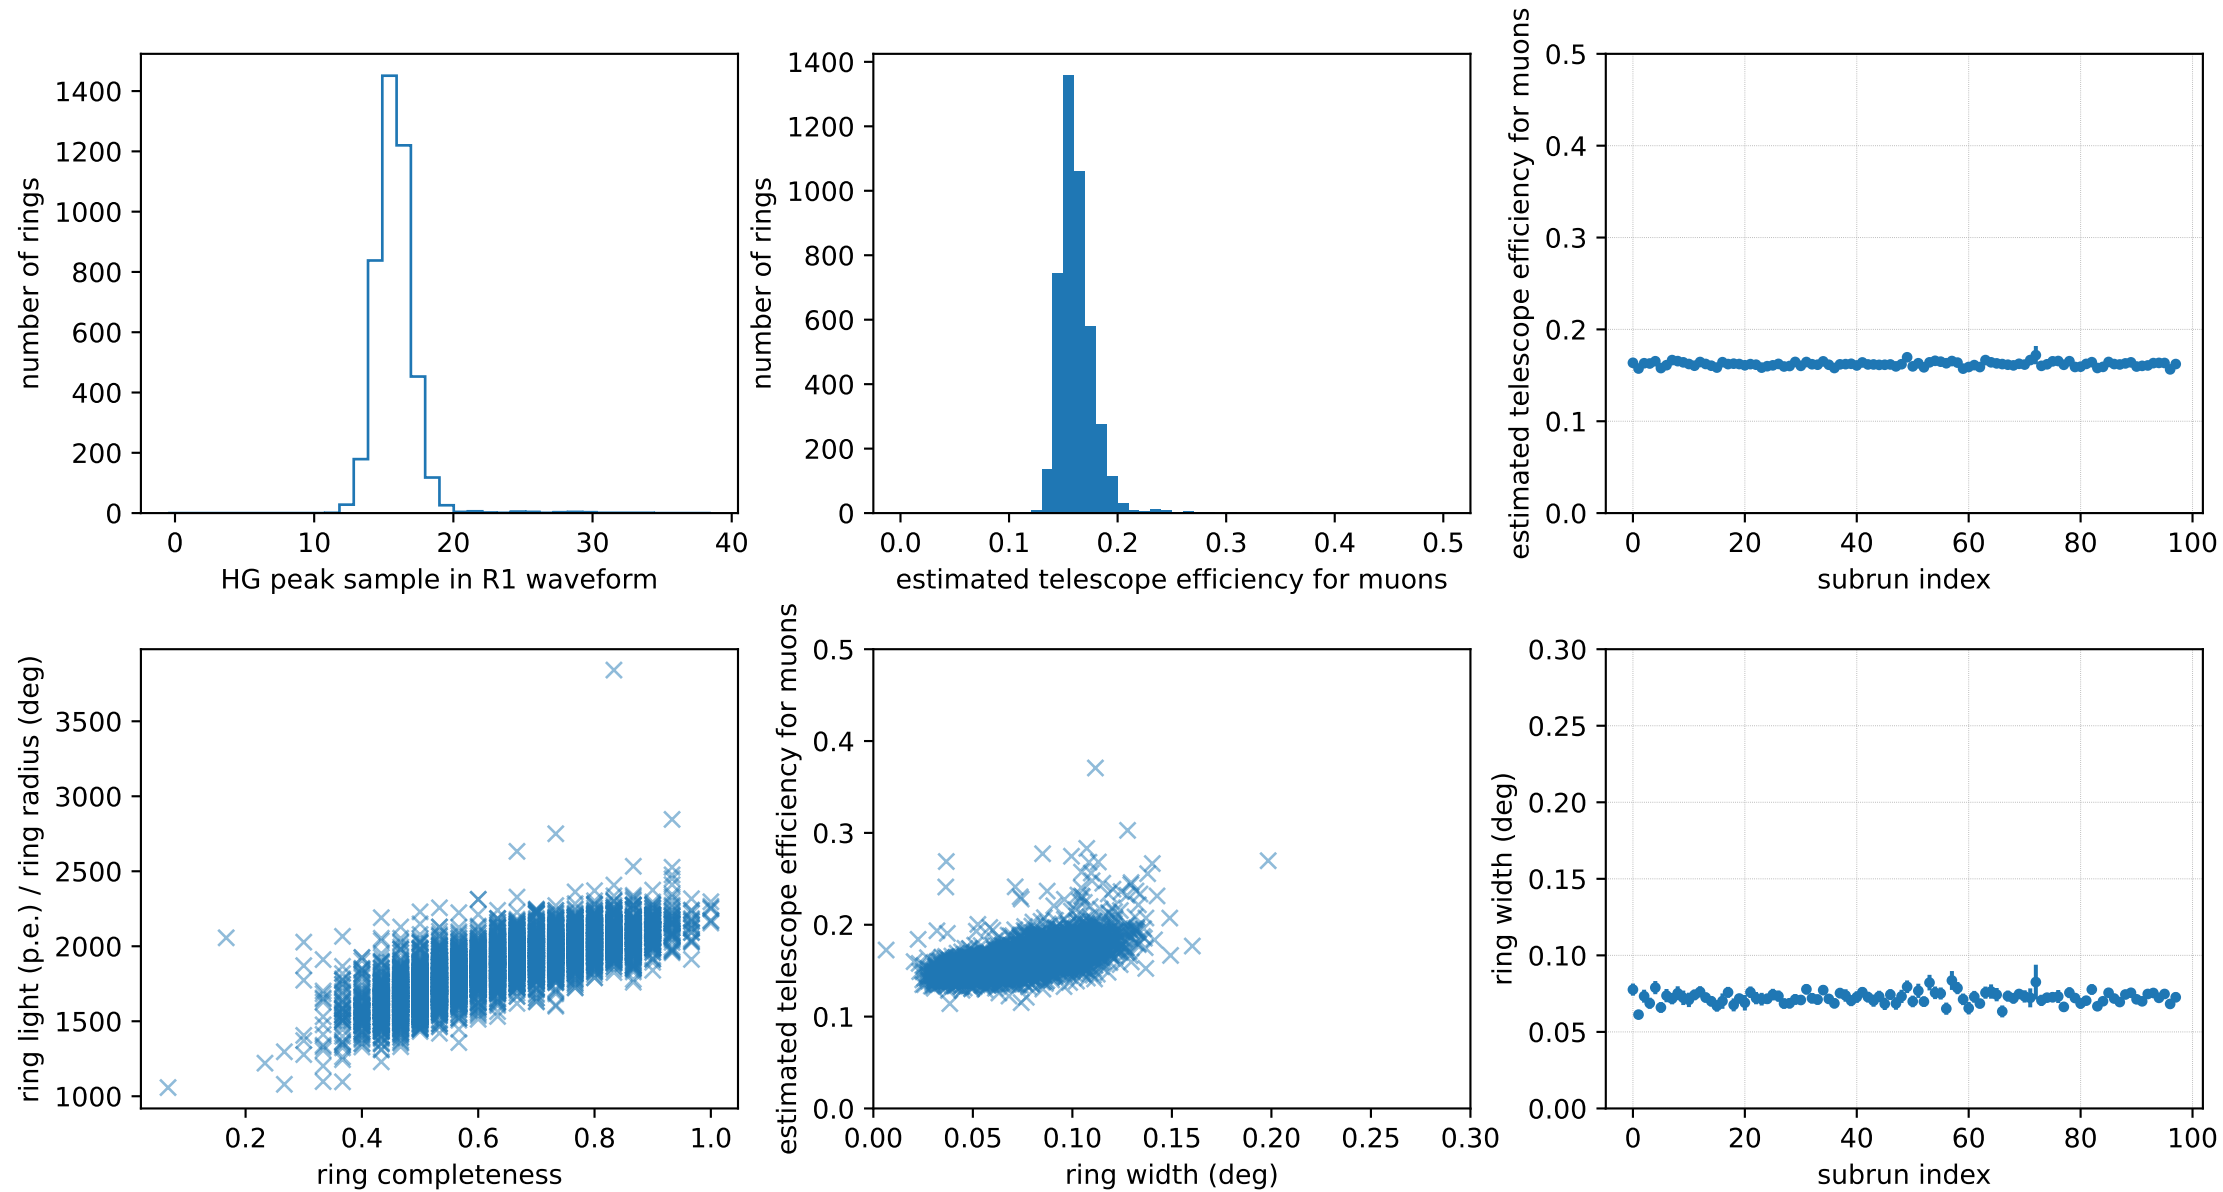 number of rings
1400
1200
1000
800
600
400
200
0
0 10 20 30 40
HG peak sample in R1 waveform
number of rings
1400
1200
1000
800
600
400
200
0
0.0 0.1 0.2 0.3 0.4 0.5
estimated telescope efficiency for muons
estimated telescope efficiency for muons
0.5
0.4
0.3
0.2
0.1
0.0
0 20 40 60 80 100
subrun index
ring light (p.e.) / ring radius (deg)
3500
3000
2500
2000
1500
1000
0.2 0.4 0.6 0.8 1.0
ring completeness
estimated telescope efficiency for muons
0.5
0.4
0.3
0.2
0.1
0.0
0.00 0.05 0.10 0.15 0.20 0.25 0.30
ring width (deg)
ring width (deg)
0.30
0.25
0.20
0.15
0.10
0.05
0.00
0 20 40 60 80 100
subrun index